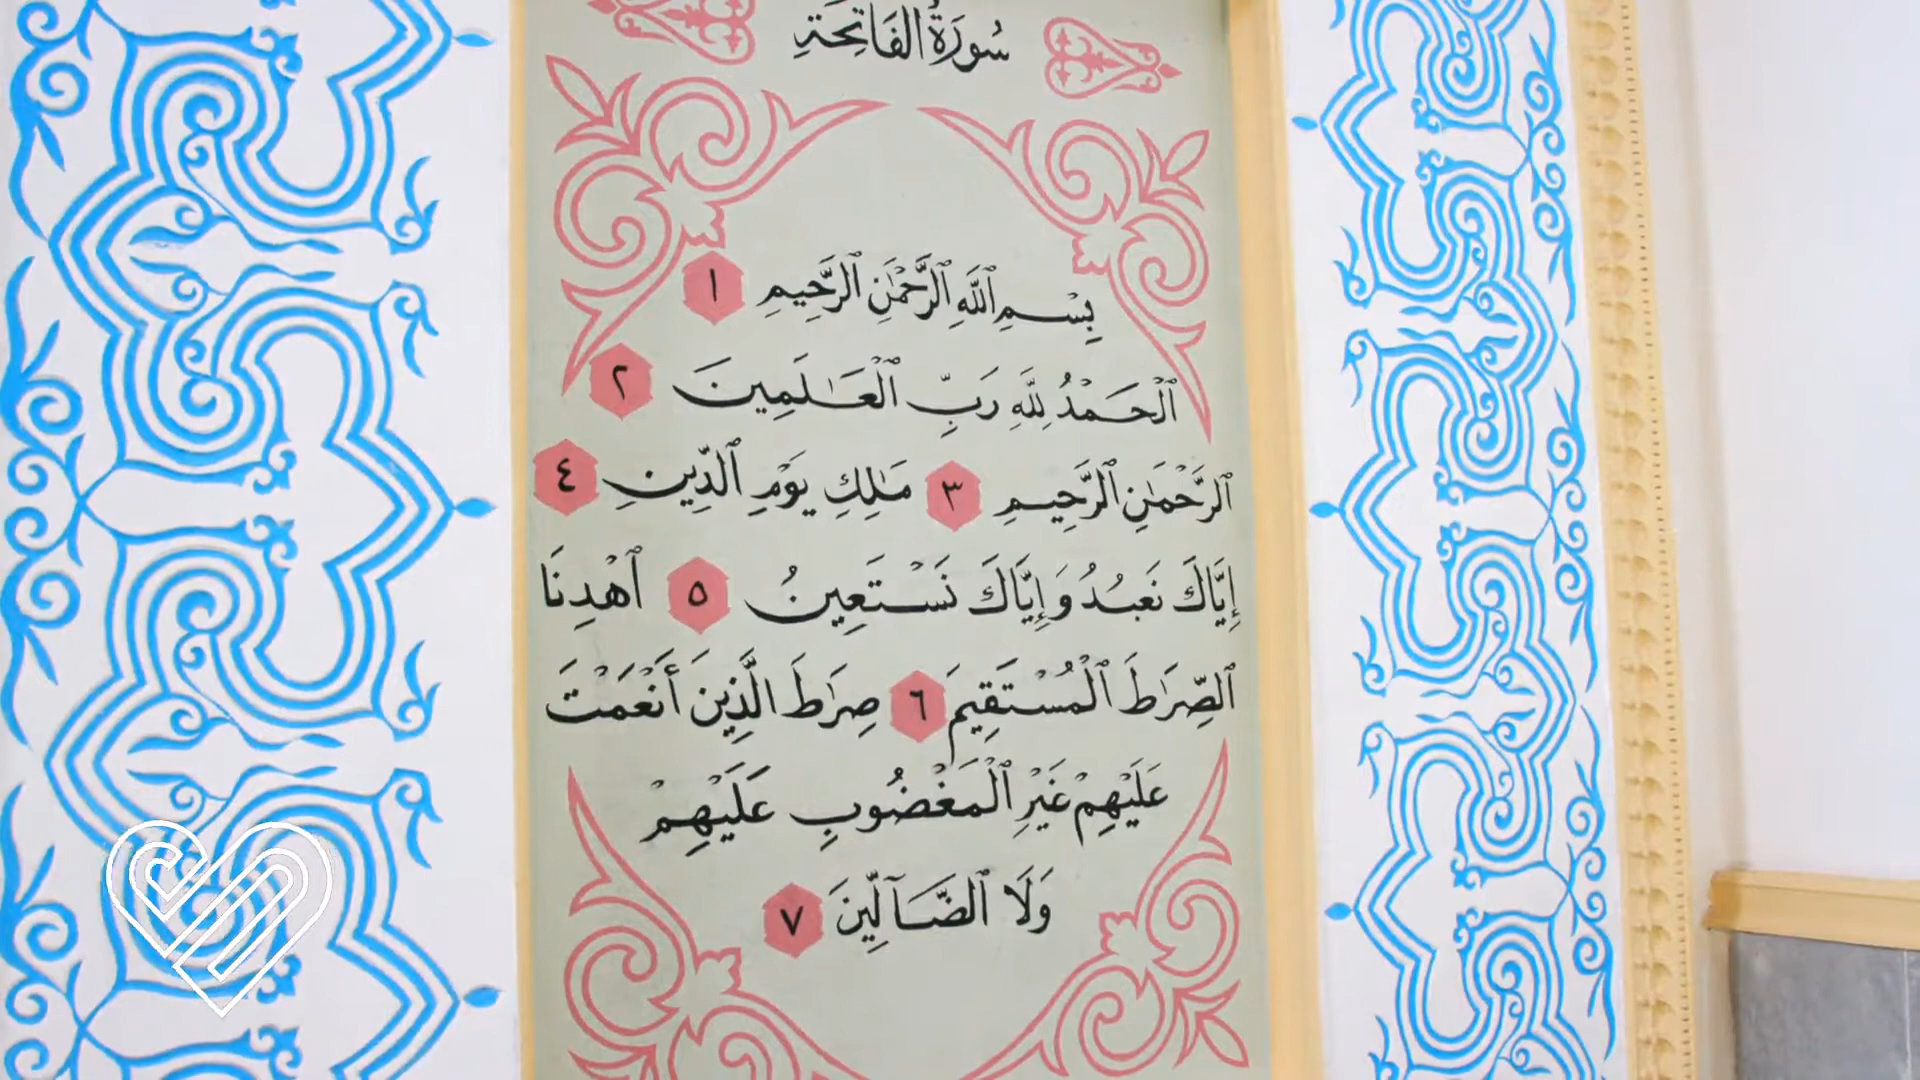 سُورَةُ الفَاتِحَةِ
بِسْمِ ٱللَّهِ ٱلرَّحْمَٰنِ ٱلرَّحِيمِ ١
ٱلْحَمْدُ لِلَّهِ رَبِّ ٱلْعَٰلَمِينَ ٢
ٱلرَّحْمَٰنِ ٱلرَّحِيمِ ٣ مَٰلِكِ يَوْمِ ٱلدِّينِ ٤
إِيَّاكَ نَعْبُدُ وَإِيَّاكَ نَسْتَعِينُ ٥ ٱهْدِنَا
ٱلصِّرَٰطَ ٱلْمُسْتَقِيمَ ٦ صِرَٰطَ الَّذِينَ أَنْعَمْتَ
عَلَيْهِمْ غَيْرِ ٱلْمَغْضُوبِ عَلَيْهِمْ
وَلَا ٱلضَّآلِّينَ ٧